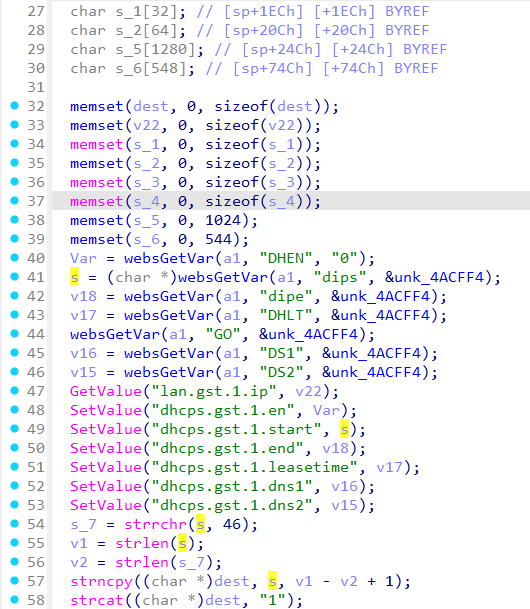 27 char s_1[32]; // [sp+1ECh] [+1ECh] BYREF
28 char s_2[64]; // [sp+20Ch] [+20Ch] BYREF
29 char s_5[1280]; // [sp+24Ch] [+24Ch] BYREF
30 char s_6[548]; // [sp+74Ch] [+74Ch] BYREF
31
32 memset(dest, 0, sizeof(dest));
33 memset(v22, 0, sizeof(v22));
34 memset(s_1, 0, sizeof(s_1));
35 memset(s_2, 0, sizeof(s_2));
36 memset(s_3, 0, sizeof(s_3));
37 memset(s_4, 0, sizeof(s_4));
38 memset(s_5, 0, 1024);
39 memset(s_6, 0, 544);
40 Var = websGetVar(a1, "DHEN", "0");
41 s = (char *)websGetVar(a1, "dips", &unk_4ACFF4);
42 v18 = websGetVar(a1, "dipe", &unk_4ACFF4);
43 v17 = websGetVar(a1, "DHLT", &unk_4ACFF4);
44 websGetVar(a1, "GO", &unk_4ACFF4);
45 v16 = websGetVar(a1, "DS1", &unk_4ACFF4);
46 v15 = websGetVar(a1, "DS2", &unk_4ACFF4);
47 GetValue("lan.gst.1.ip", v22);
48 SetValue("dhcps.gst.1.en", Var);
49 SetValue("dhcps.gst.1.start", s);
50 SetValue("dhcps.gst.1.end", v18);
51 SetValue("dhcps.gst.1.leasetime", v17);
52 SetValue("dhcps.gst.1.dns1", v16);
53 SetValue("dhcps.gst.1.dns2", v15);
54 s_7 = strrchr(s, 46);
55 v1 = strlen(s);
56 v2 = strlen(s_7);
57 strncpy((char *)dest, s, v1 - v2 + 1);
58 strcat((char *)dest, "1");